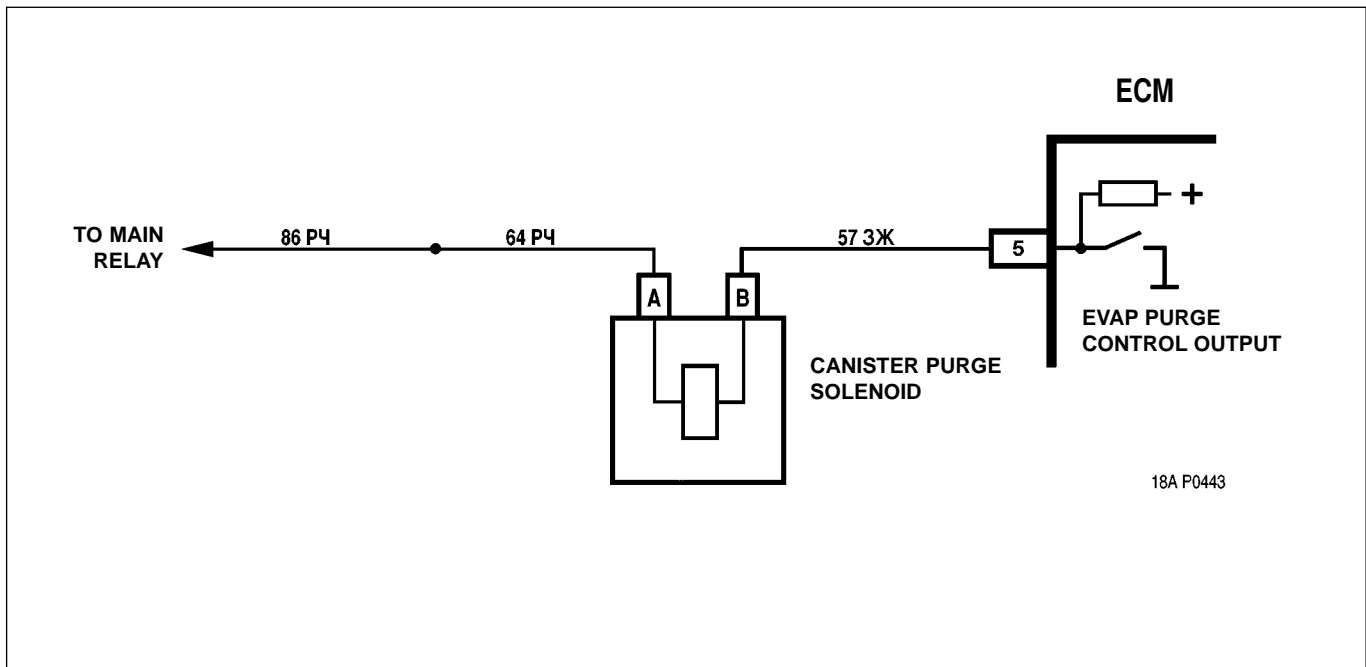 ECM
TO MAIN
RELAY
86 РЧ
64 РЧ
57 ЗЖ
5
+
A
B
EVAP PURGE
CONTROL OUTPUT
CANISTER PURGE
SOLENOID
18A P0443